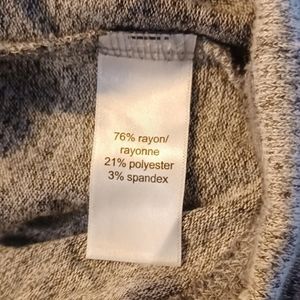 76% rayon/
rayonne
21% polyester
3% spandex